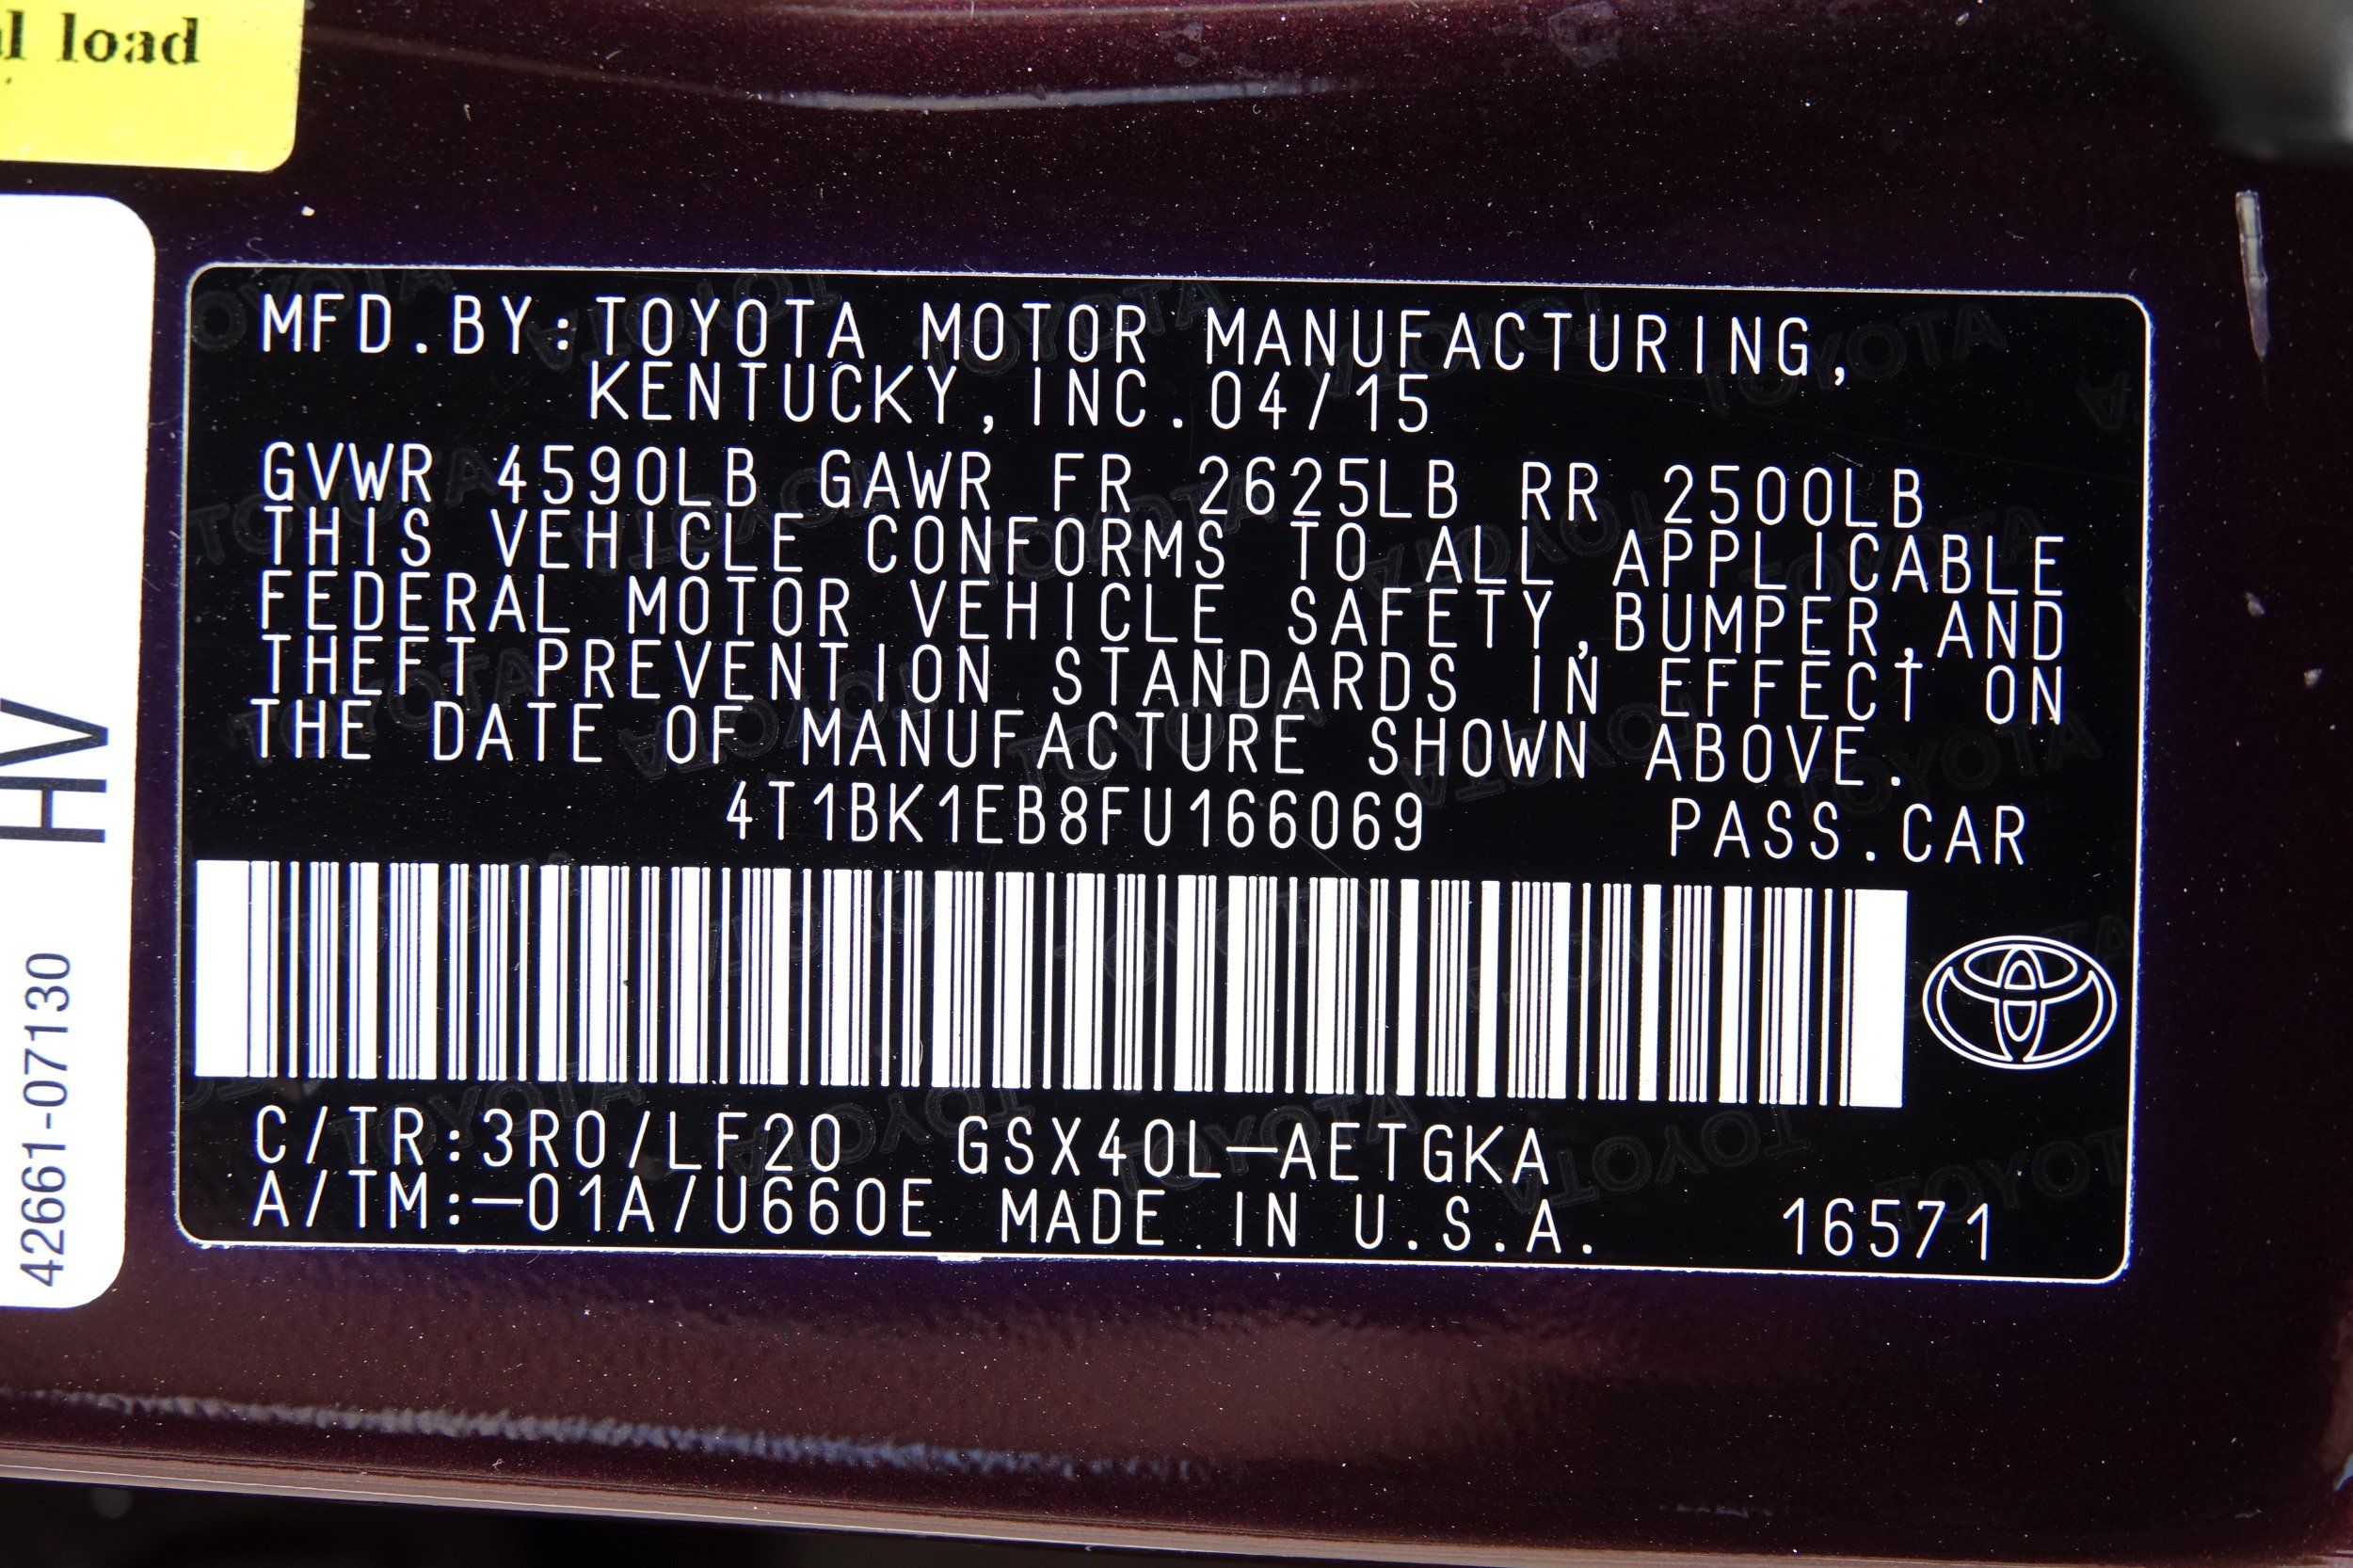 load
HV
42661-07130
MFD.BY:TOYOTA MOTOR MANUFACTURING,
KENTUCKY,INC.04/15
GVWR 4590LB GAWR FR 2625LB RR 2500LB
THIS VEHICLE CONFORMS TO ALL APPLICABLE
FEDERAL MOTOR VEHICLE SAFETY,BUMPER,AND
THEFT PREVENTION STANDARDS IN EFFECT ON
THE DATE OF MANUFACTURE SHOWN ABOVE.
4T1BK1EB8FU166069 PASS.CAR
C/TR:3R0/LF20 GSX40L-AETGKA
A/TM:-01A/U660E MADE IN U.S.A. 16571